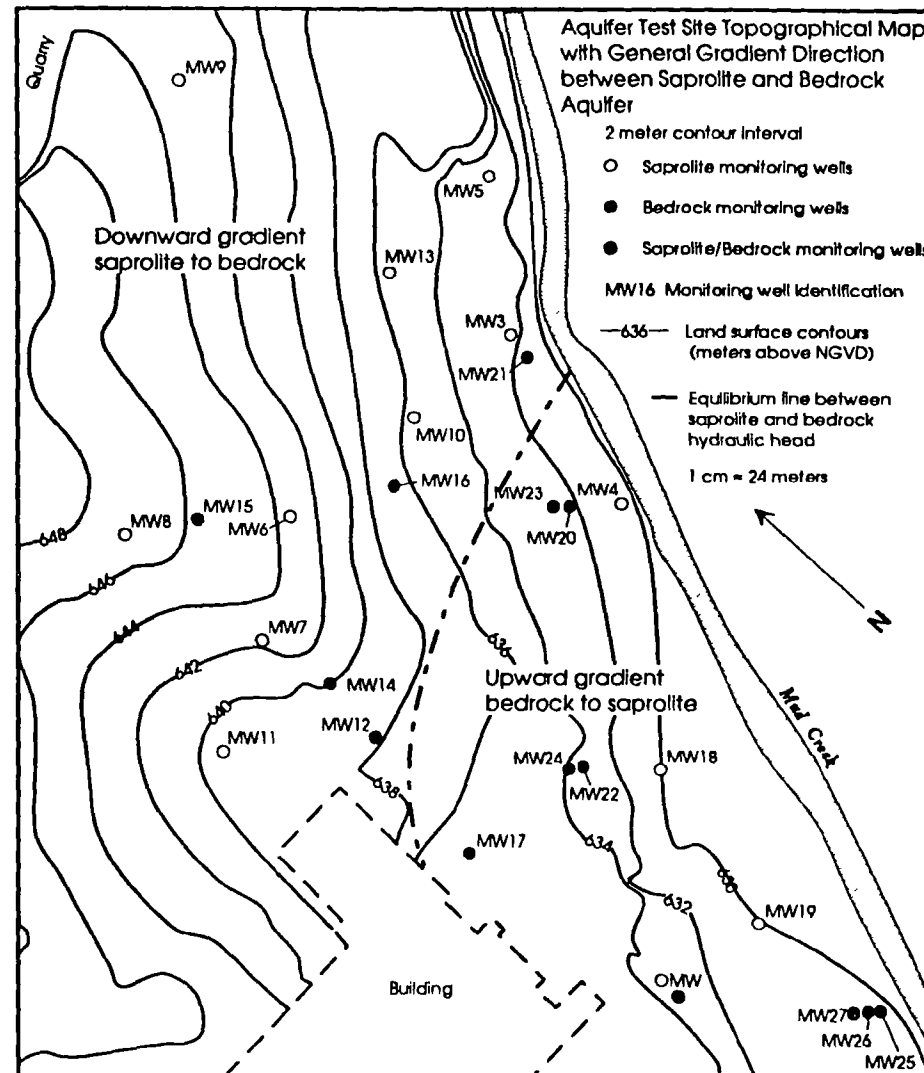 Aquifer Test Site Topographical Map
with General Gradient Direction
between Saprolite and Bedrock
Aquifer
2 meter contour interval
Saprolite monitoring wells
Bedrock monitoring wells
Saprolite/Bedrock monitoring wells
MW16 Monitoring well identification
636 Land surface contours
(meters above NGVD)
Equilibrium line between
saprolite and bedrock
hydraulic head
1 cm = 24 meters
N
Quarry
MW9
MW5
Downward gradient
saprolite to bedrock
MW13
MW3
MW21
MW10
MW16
MW23
MW4
MW20
MW15
MW8
MW6
648
646
644
MW7
642
636
640
MW14
Upward gradient
bedrock to saprolite
Mud Creek
MW12
MW11
MW24
MW18
MW22
638
MW17
634
630
632
MW19
Building
MW
MW27
MW26
MW25